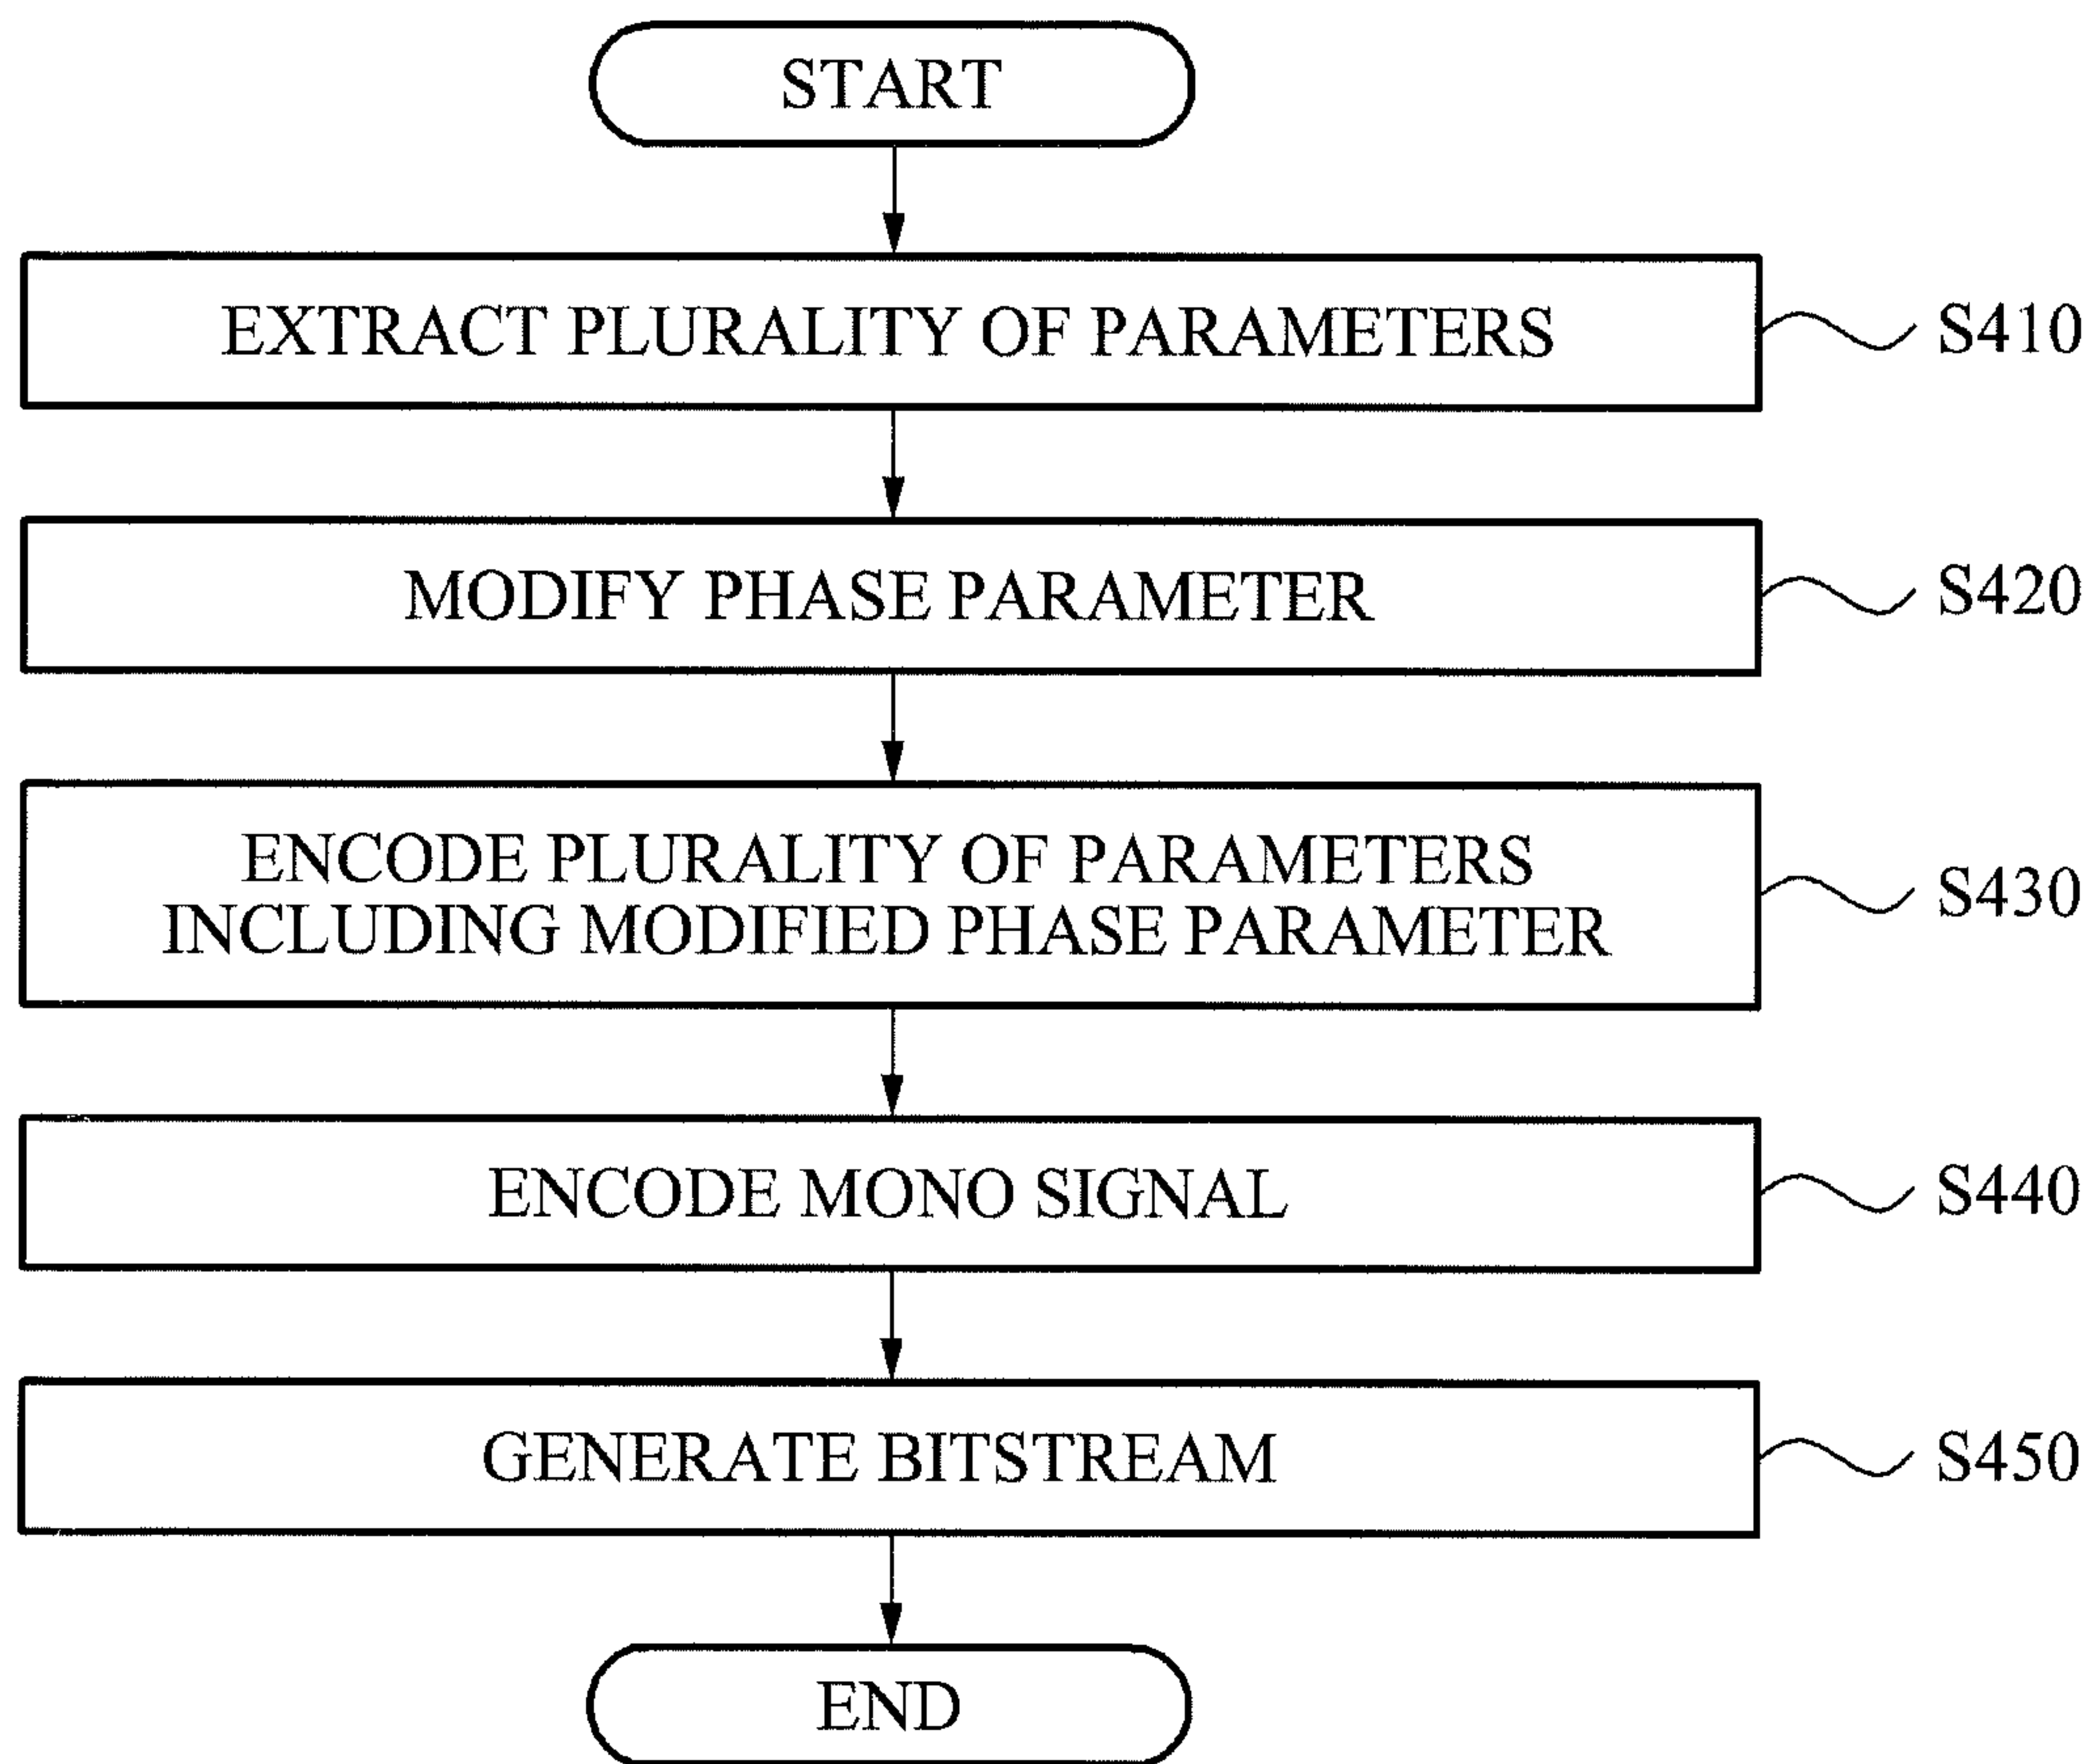 START
EXTRACT PLURALITY OF PARAMETERS
S410
MODIFY PHASE PARAMETER
S420
ENCODE PLURALITY OF PARAMETERS
INCLUDING MODIFIED PHASE PARAMETER
S430
ENCODE MONO SIGNAL
S440
GENERATE BITSTREAM
S450
END